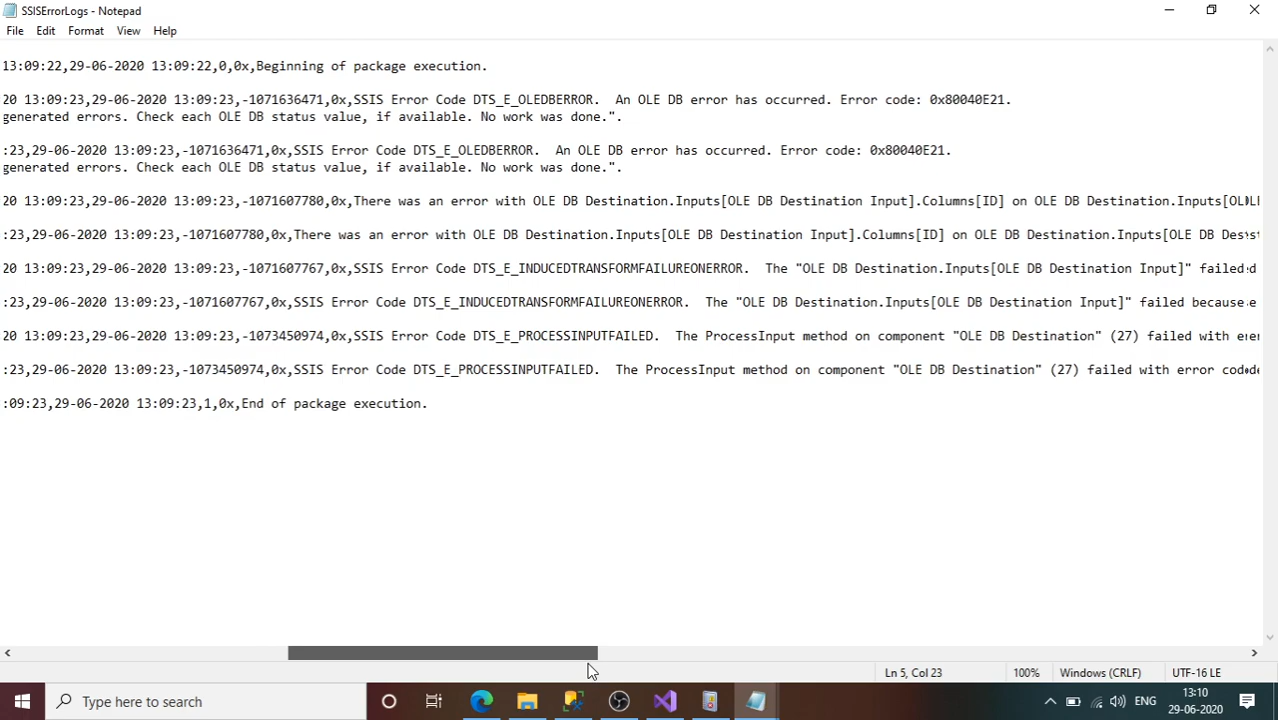 SSISErrorLogs - Notepad
File Edit Format View Help
13:09:22,29-06-2020 13:09:22,0,0x,Beginning of package execution.
20 13:09:23,29-06-2020 13:09:23,-1071636471,0x,SSIS Error Code DTS_E_OLEDBERROR.  An OLE DB error has occurred. Error code: 0x80040E21.
generated errors. Check each OLE DB status value, if available. No work was done.".
:23,29-06-2020 13:09:23,-1071636471,0x,SSIS Error Code DTS_E_OLEDBERROR.  An OLE DB error has occurred. Error code: 0x80040E21.
generated errors. Check each OLE DB status value, if available. No work was done.".
20 13:09:23,29-06-2020 13:09:23,-1071607780,0x,There was an error with OLE DB Destination.Inputs[OLE DB Destination Input].Columns[ID] on OLE DB Destination.Inputs[
:23,29-06-2020 13:09:23,-1071607780,0x,There was an error with OLE DB Destination.Inputs[OLE DB Destination Input].Columns[ID] on OLE DB Destination.Inputs[OLE DB
20 13:09:23,29-06-2020 13:09:23,-1071607767,0x,SSIS Error Code DTS_E_INDUCEDTRANSFORMFAILUREONERROR.  The "OLE DB Destination.Inputs[OLE DB Destination Input]" failed
:23,29-06-2020 13:09:23,-1071607767,0x,SSIS Error Code DTS_E_INDUCEDTRANSFORMFAILUREONERROR.  The "OLE DB Destination.Inputs[OLE DB Destination Input]" failed because
20 13:09:23,29-06-2020 13:09:23,-1073450974,0x,SSIS Error Code DTS_E_PROCESSINPUTFAILED.  The ProcessInput method on component "OLE DB Destination" (27) failed with
:23,29-06-2020 13:09:23,-1073450974,0x,SSIS Error Code DTS_E_PROCESSINPUTFAILED.  The ProcessInput method on component "OLE DB Destination" (27) failed with error
:09:23,29-06-2020 13:09:23,1,0x,End of package execution.
Ln 5, Col 23 100% Windows (CRLF) UTF-16 LE
Type here to search
ENG
13:10
29-06-2020